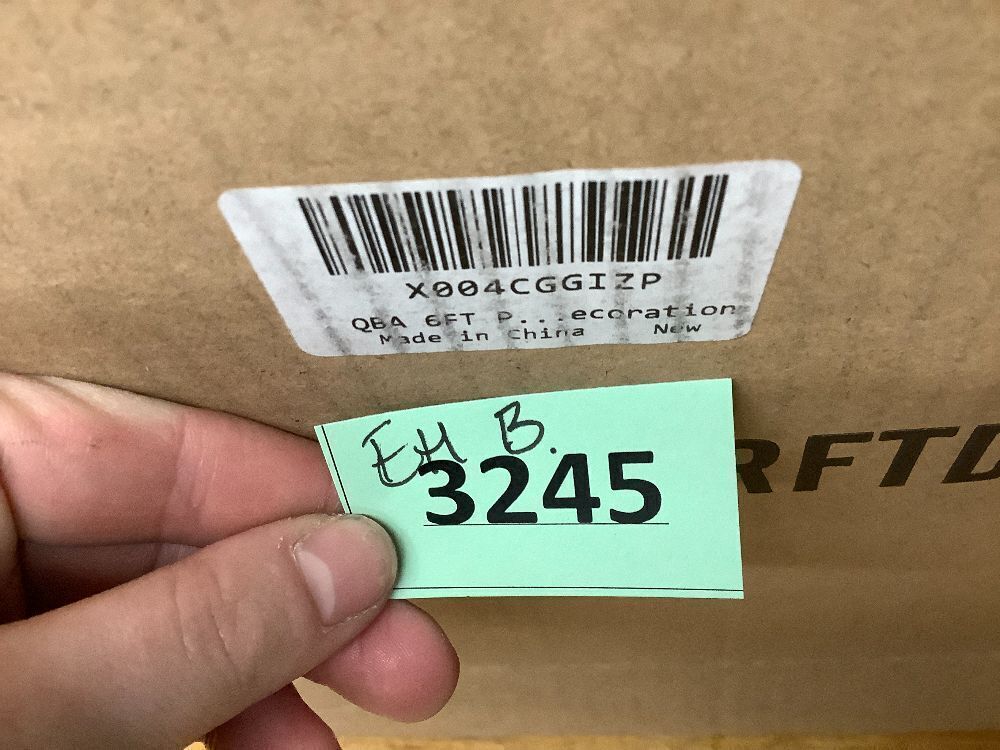 X004CGGIZP
QBA 6FT P...ecoration
Made in China New
EH B.
3245
RFTD